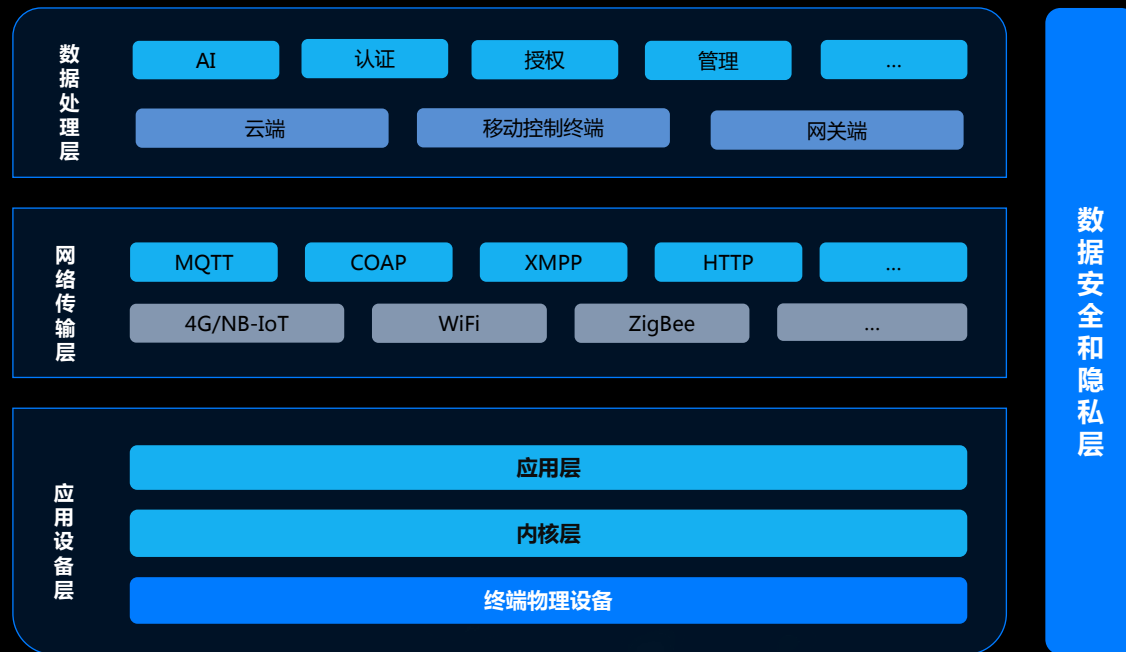 数据处理层
AI
认证
授权
管理
...
云端
移动控制终端
网关端
网络传输层
MQTT
COAP
XMPP
HTTP
...
4G/NB-IoT
WiFi
ZigBee
...
应用设备层
应用层
内核层
终端物理设备
数据安全和隐私层